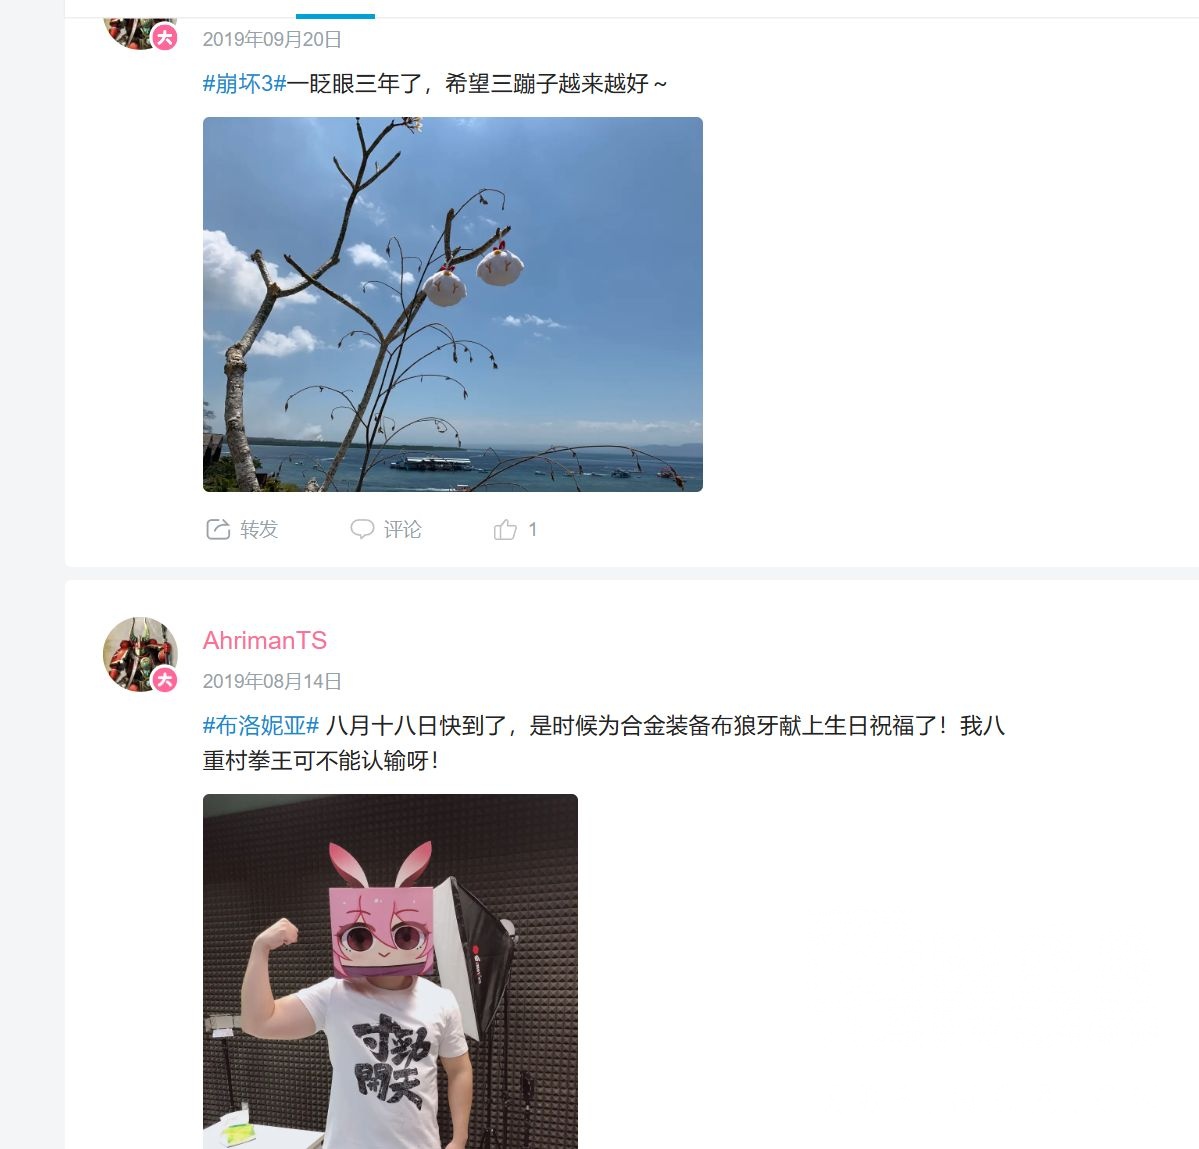 大
2019年09月20日
#崩坏3#一眨眼三年了，希望三蹦子越来越好～
转发
评论
1
AhrimanTS
大
2019年08月14日
#布洛妮亚# 八月十八日快到了，是时候为合金装备布狼牙献上生日祝福了！我八
重村拳王可不能认输呀！
寸勁
開天